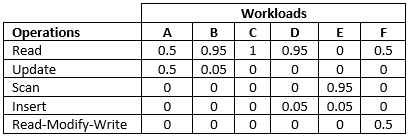 Workloads
Operations A B C D E F
Read 0.5 0.95 1 0.95 0 0.5
Update 0.5 0.05 0 0 0 0
Scan 0 0 0 0 0.95 0
Insert 0 0 0 0.05 0.05 0
Read-Modify-Write 0 0 0 0 0 0.5